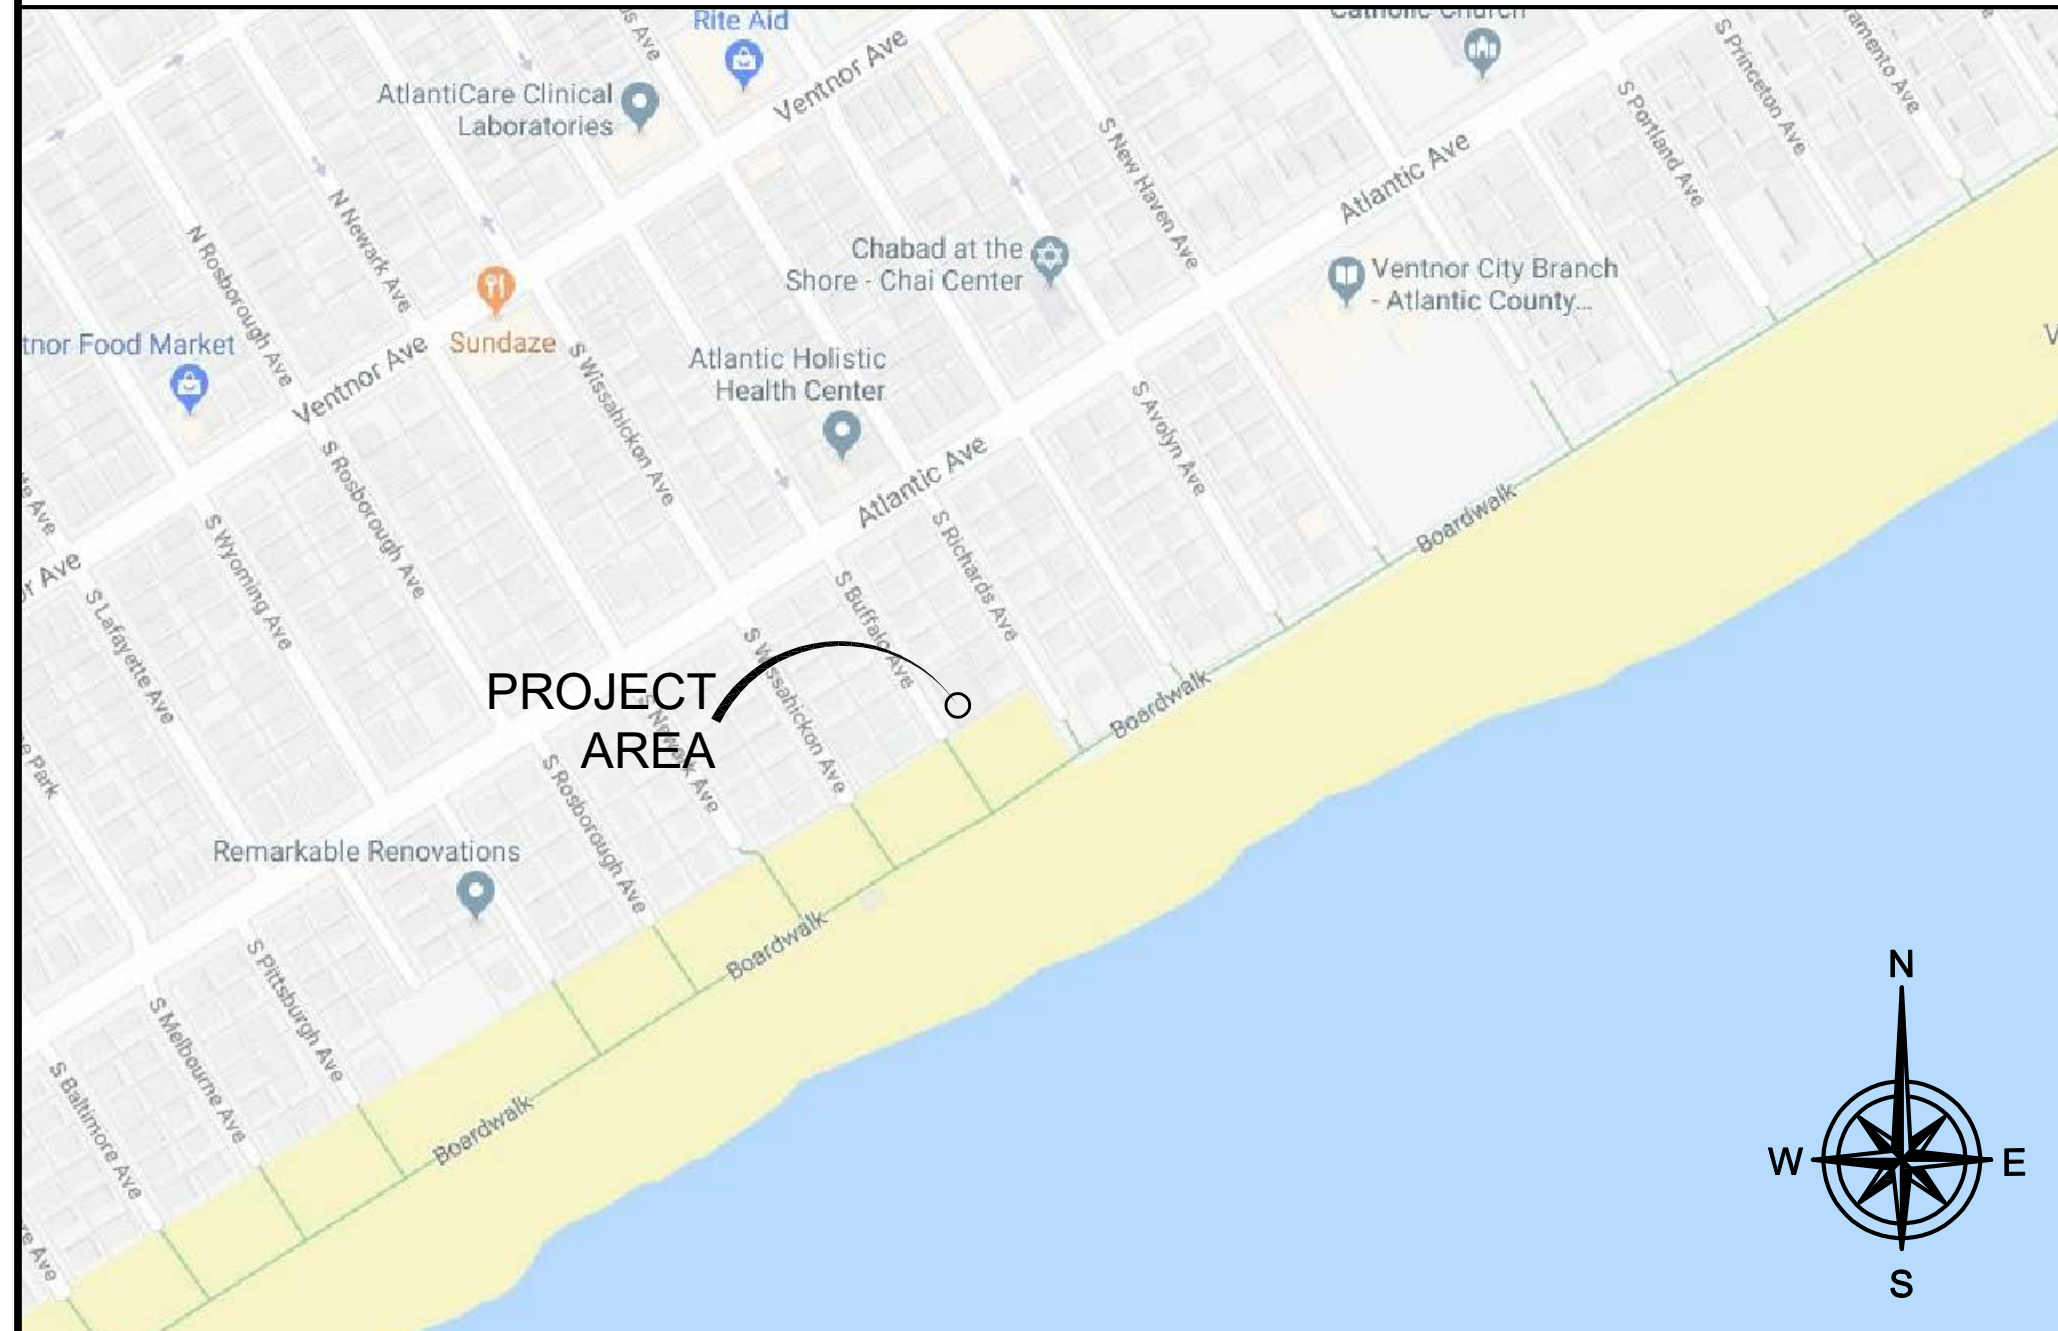 Rite Aid
Catholic Church
S Princeton Ave
Ventnor Ave
AtlantiCare Clinical
Laboratories
S Portland Ave
S New Haven Ave
Atlantic Ave
N Newark Ave
N Rosborough Ave
Chabad at the
Shore - Chai Center
Ventnor City Branch
- Atlantic County...
Sundaze
tnor Food Market
Ventnor Ave
S Wissahickon Ave
Atlantic Holistic
Health Center
S Avolyn Ave
S Rosborough Ave
Atlantic Ave
S Wyoming Ave
S Richards Ave
Boardwalk
S Lafayette Ave
S Buffalo Ave
S Wissahickon Ave
PROJECT
AREA
S Newark Ave
Boardwalk
S Rosborough Ave
Park
Remarkable Renovations
Boardwalk
S Pittsburgh Ave
S Melbourne Ave
S Baltimore Ave
Boardwalk
N
W
E
S